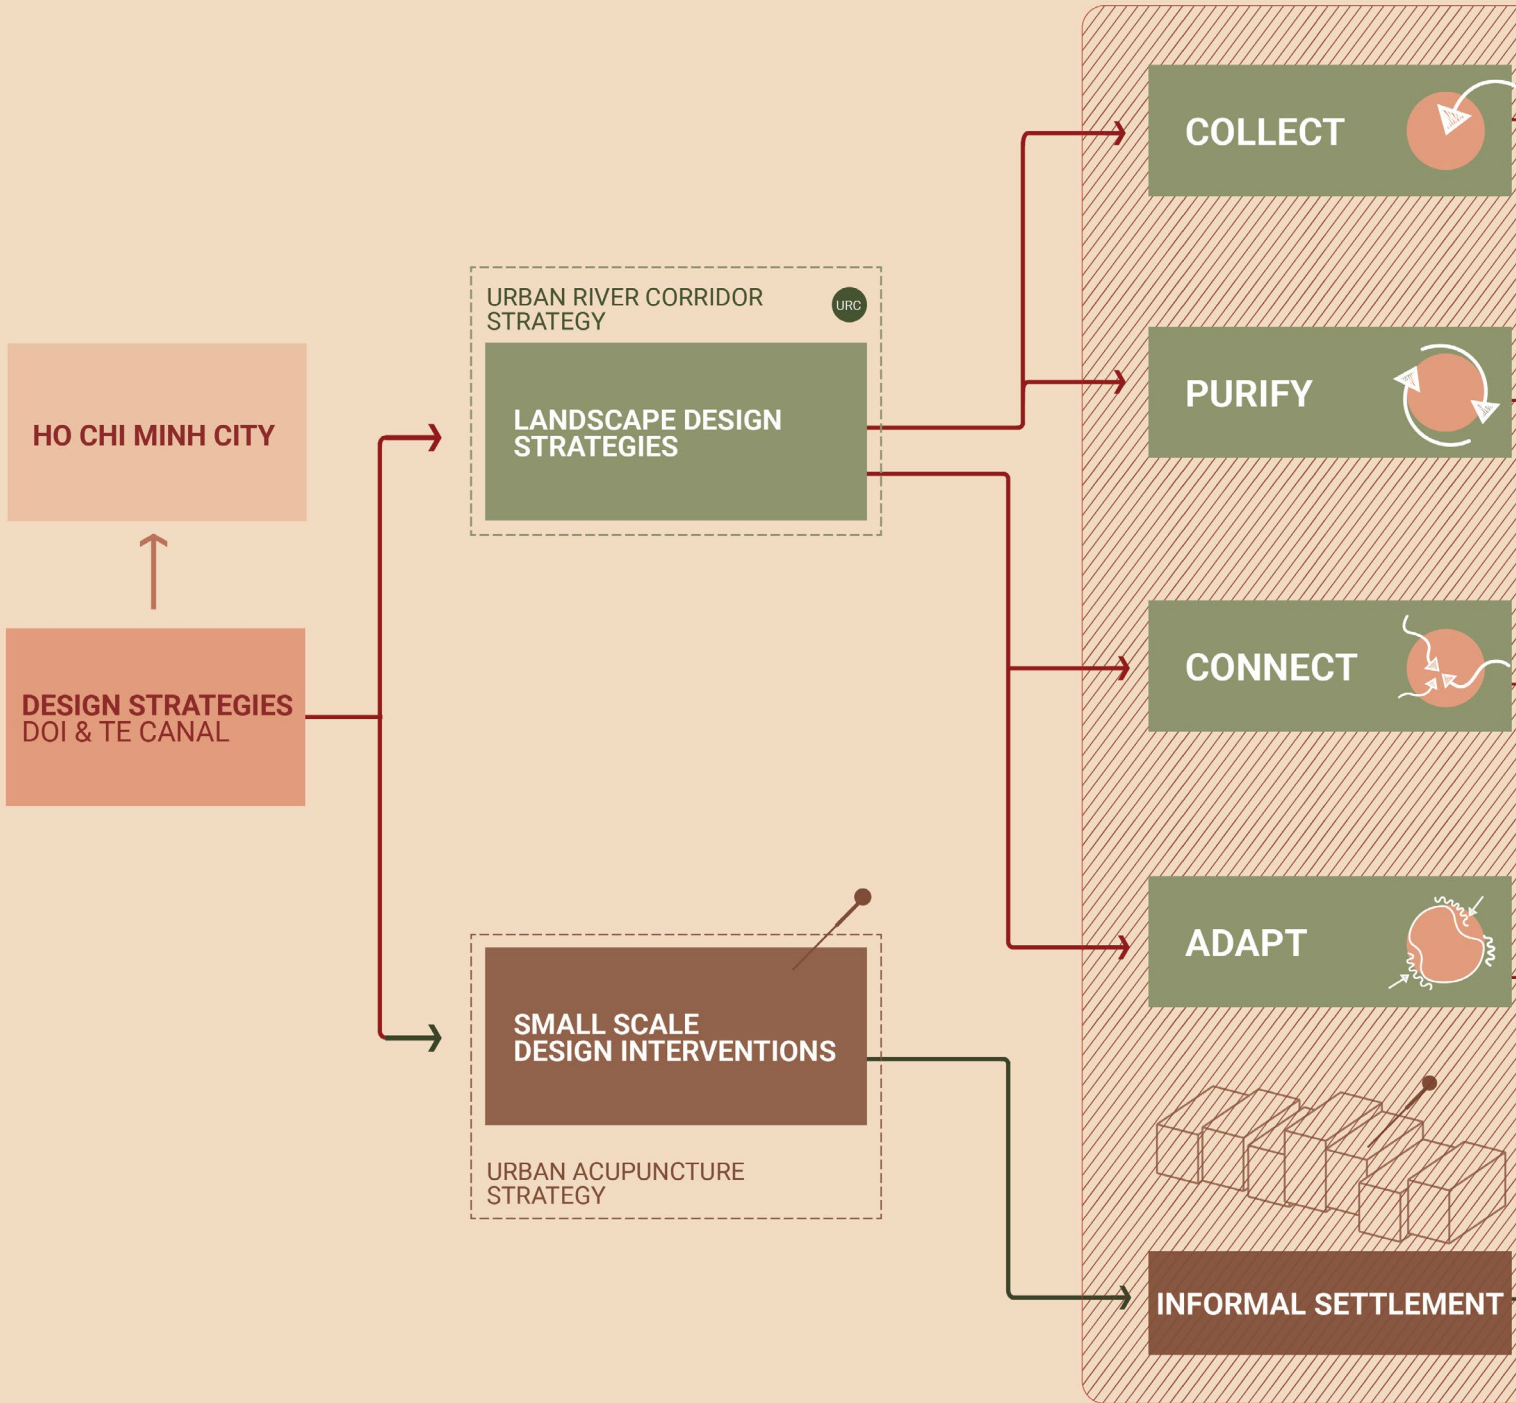 HO CHI MINH CITY
DESIGN STRATEGIES
DOI & TE CANAL
URBAN RIVER CORRIDOR
STRATEGY
URC
LANDSCAPE DESIGN
STRATEGIES
SMALL SCALE
DESIGN INTERVENTIONS
URBAN ACUPUNCTURE
STRATEGY
COLLECT
PURIFY
CONNECT
ADAPT
INFORMAL SETTLEMENT